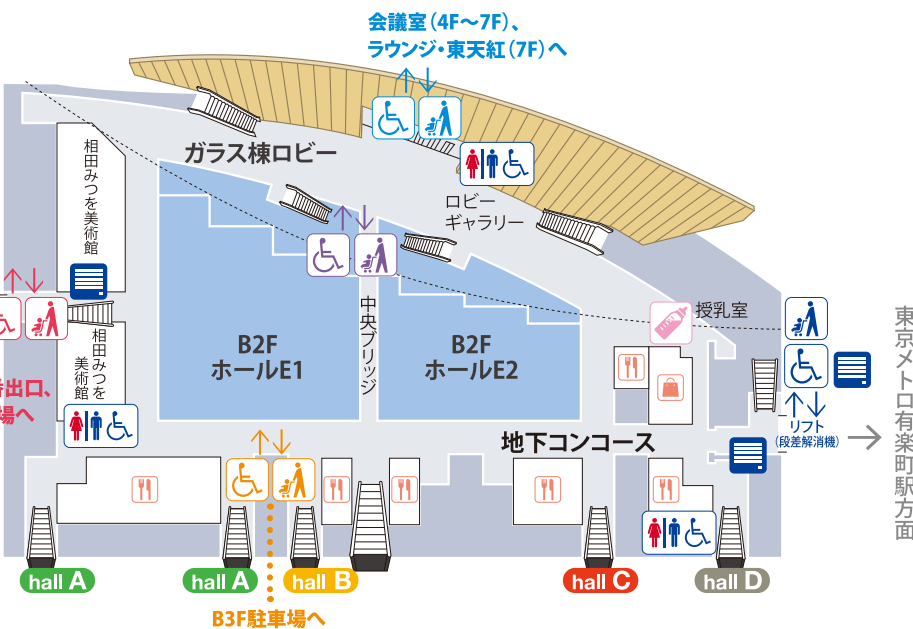 会議室（4F〜7F）、
ラウンジ・東天紅（7F）へ
ガラス棟ロビー
相田みつを美術館
ロビー
ギャラリー
B2F
ホールE1
中央ブリッジ
B2F
ホールE2
授乳室
相田みつを
美術館
出口、
場へ
地下コンコース
リフト
（段差解消機）
東京メトロ有楽町駅方面
hall A
hall A
hall B
hall C
hall D
B3F駐車場へ